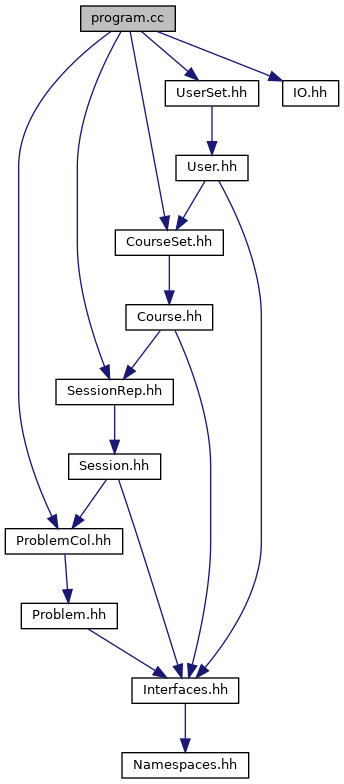 program.cc
UserSet.hh
IO.hh
User.hh
CourseSet.hh
Course.hh
SessionRep.hh
Session.hh
ProblemCol.hh
Problem.hh
Interfaces.hh
Namespaces.hh